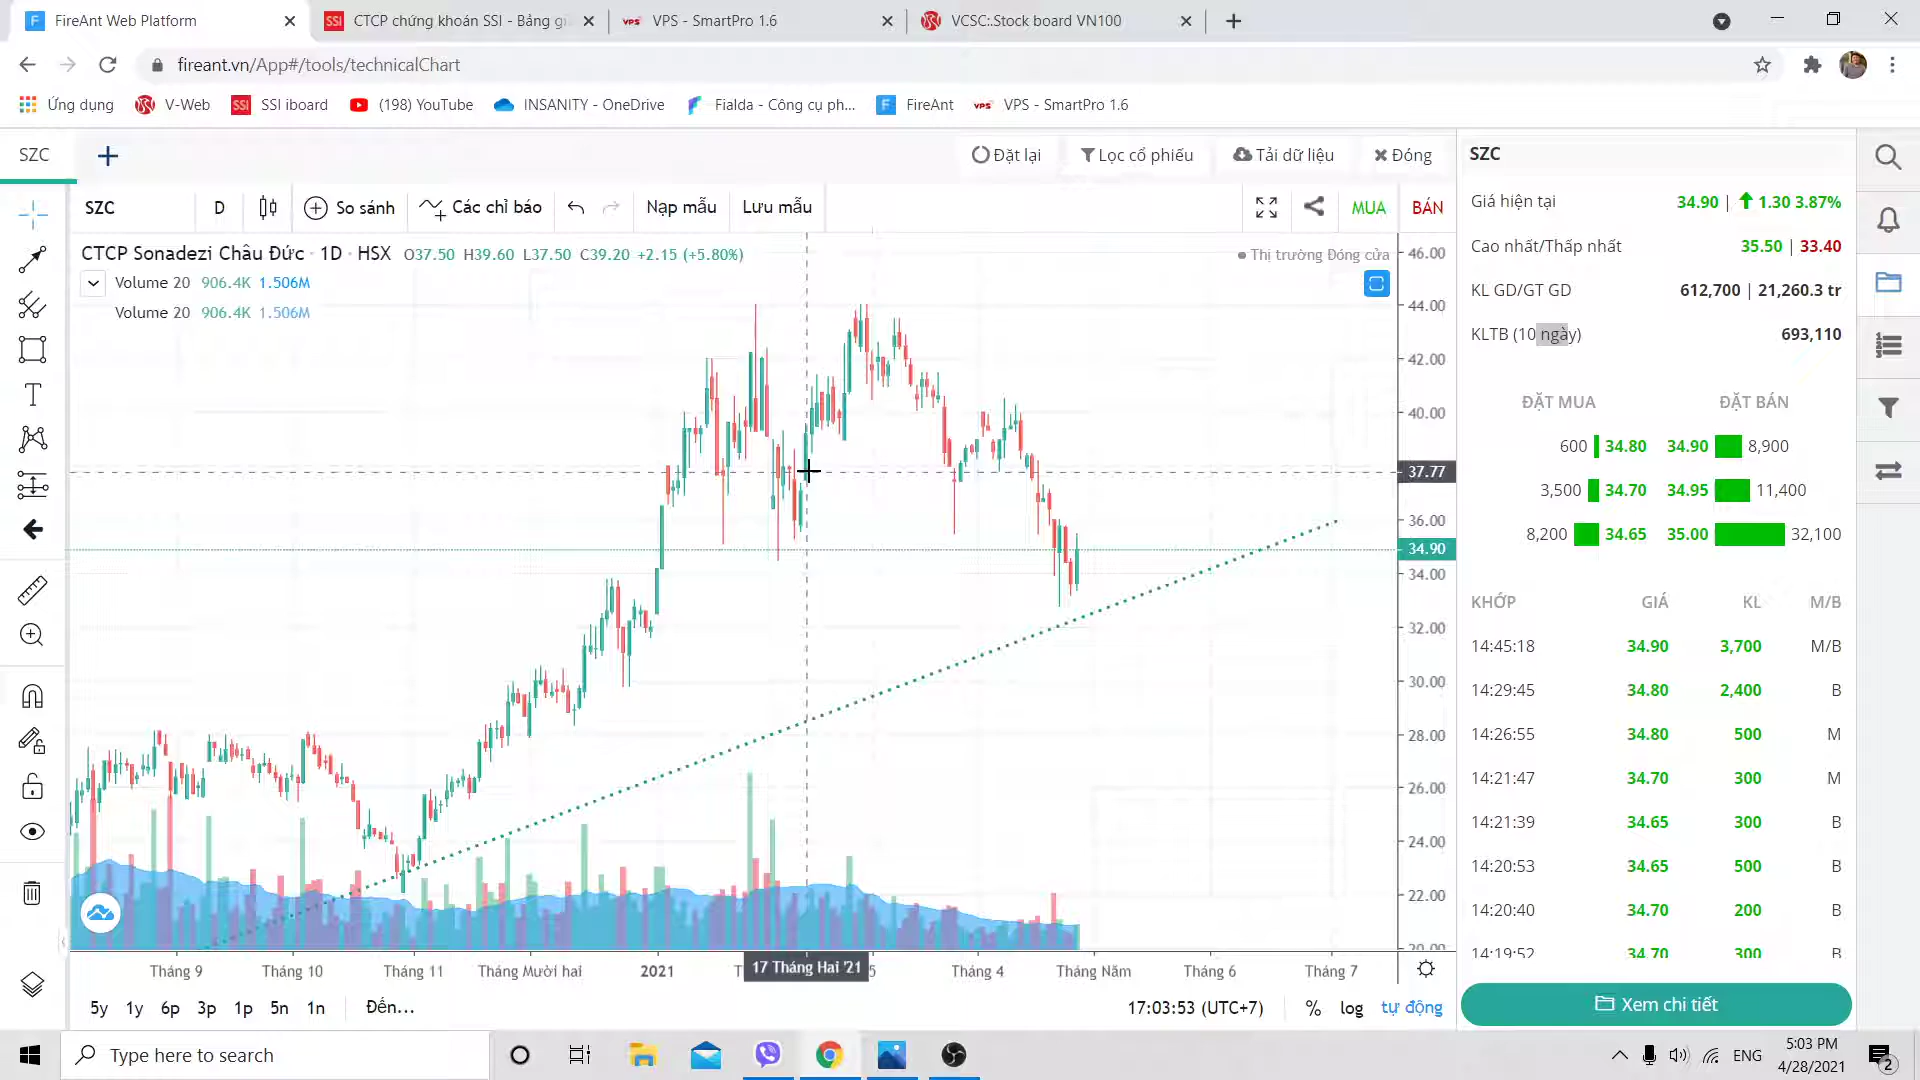 FireAnt Web Platform
CTCP chứng khoán SSI - Bảng gi
VPS - SmartPro 1.6
VCSC:.Stock board VN100
fireant.vn/App#/tools/technicalChart
Ứng dụng
V-Web
SSI iboard
(198) YouTube
INSANITY - OneDrive
Fialda - Công cụ ph...
FireAnt
VPS - SmartPro 1.6
SZC
Đặt lại
Lọc cổ phiếu
Tải dữ liệu
Đóng
SZC
D
So sánh
Các chỉ báo
Nạp mẫu
Lưu mẫu
MUA
BÁN
CTCP Sonadezi Châu Đức · 1D · HSX O37.50 H39.60 L37.50 C39.20 +2.15 (+5.80%)
Thị trường Đóng cửa
Volume 20 906.4K 1.506M
Volume 20 906.4K 1.506M
46.00
44.00
42.00
40.00
37.77
36.00
34.90
34.00
32.00
30.00
28.00
26.00
24.00
22.00
20.00
Tháng 9
Tháng 10
Tháng 11
Tháng Mười hai
2021
T
17 Tháng Hai '21
5
Tháng 4
Tháng Năm
Tháng 6
Tháng 7
5y 1y 6p 3p 1p 5n 1n Đến...
17:03:53 (UTC+7) % log tự động
SZC
Giá hiện tại 34.90 | 1.30 3.87%
Cao nhất/Thấp nhất 35.50 | 33.40
KL GD/GT GD 612,700 | 21,260.3 tr
KLTB (10 ngày) 693,110
ĐẶT MUA ĐẶT BÁN
600 34.80 34.90 8,900
3,500 34.70 34.95 11,400
8,200 34.65 35.00 32,100
KHỚP GIÁ KL M/B
14:45:18 34.90 3,700 M/B
14:29:45 34.80 2,400 B
14:26:55 34.80 500 M
14:21:47 34.70 300 M
14:21:39 34.65 300 B
14:20:53 34.65 500 B
14:20:40 34.70 200 B
14:19:52 34.70 300 B
Xem chi tiết
Type here to search
ENG
5:03 PM
4/28/2021
2